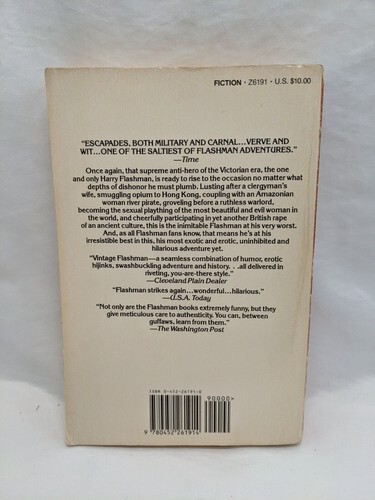 FICTION • Z6191 • U.S. $10.00
"ESCAPADES, BOTH MILITARY AND CARNAL...VERVE AND
WIT...ONE OF THE SALTIEST OF FLASHMAN ADVENTURES."
—Time
Once again, that supreme anti-hero of the Victorian era, the one
and only Harry Flashman, is ready to rise to the occasion no matter what
depths of dishonor he must plumb. Lusting after a clergyman's
wife, smuggling opium to Hong Kong, coupling with an Amazonian
woman river pirate, groveling before a ruthless warlord,
becoming the sexual plaything of the most beautiful and evil woman in
the world, and cheerfully participating in yet another British rape
of an ancient culture, this is the inimitable Flashman at his very worst.
And, as all Flashman fans know, that means he's at his
irresistible best in this, his most exotic and erotic, uninhibited and
hilarious adventure yet.
"Vintage Flashman—a seamless combination of humor, erotic
hijinks, swashbuckling adventure and history. . .all delivered in
riveting, you-are-there style."
—Cleveland Plain Dealer
"Flashman strikes again...wonderful...hilarious."
—U.S.A. Today
"Not only are the Flashman books extremely funny, but they
give meticulous care to authenticity. You can, between
guffaws, learn from them."
—The Washington Post
ISBN 0-452-26191-0
90000>
9 780452 261914